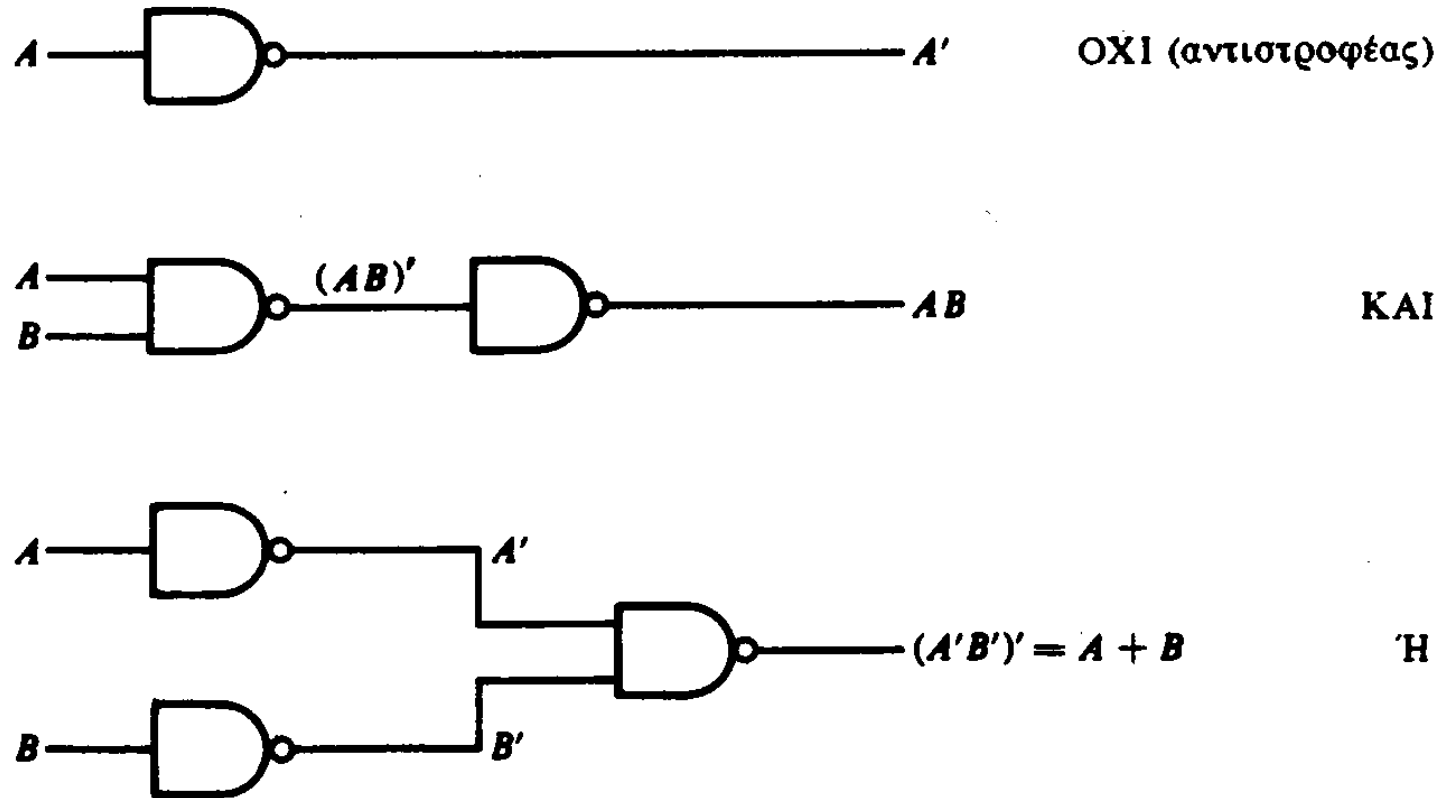 A A' ΟΧΙ (αντιστροφέας)
A (AB)' AB ΚΑΙ
B
A A'
(A'B')' = A + B Ή
B B'